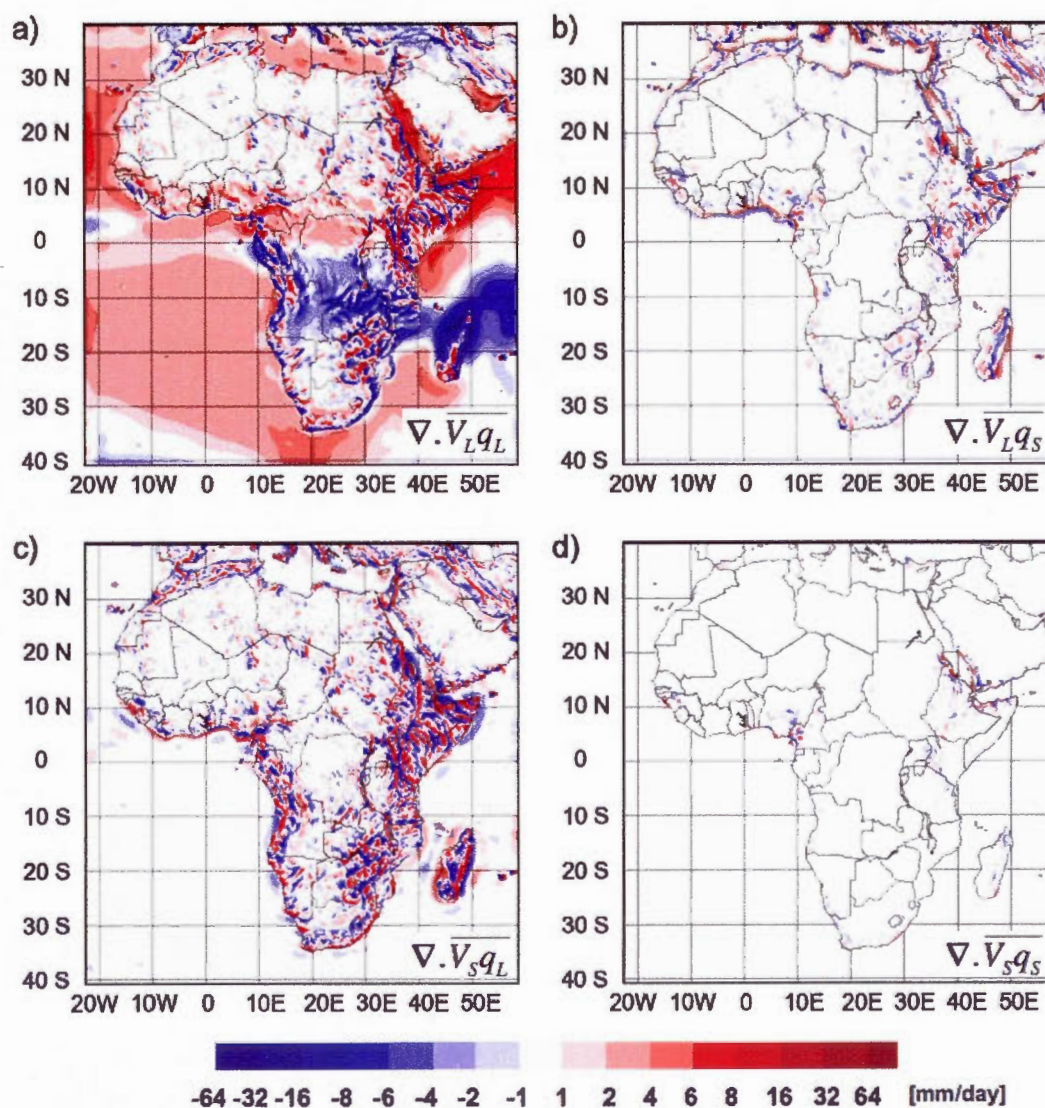 a) b)
30 N 30 N
20 N 20 N
10 N 10 N
0 0
10 S 10 S
20 S 20 S
30 S 30 S
40 S 40 S
∇.V_Lq_L ∇.V_Lq_S
20W 10W 0 10E 20E 30E 40E 50E 20W 10W 0 10E 20E 30E 40E 50E
c) d)
30 N 30 N
20 N 20 N
10 N 10 N
0 0
10 S 10 S
20 S 20 S
30 S 30 S
40 S 40 S
∇.V_Sq_L ∇.V_Sq_S
20W 10W 0 10E 20E 30E 40E 50E 20W 10W 0 10E 20E 30E 40E 50E
-64 -32 -16 -8 -6 -4 -2 -1 1 2 4 6 8 16 32 64 [mm/day]